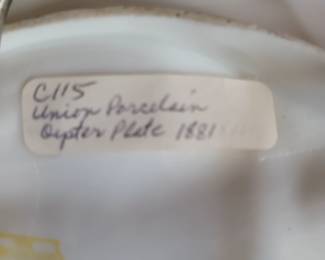 C115
Union Porcelain
Oyster Plate 1881